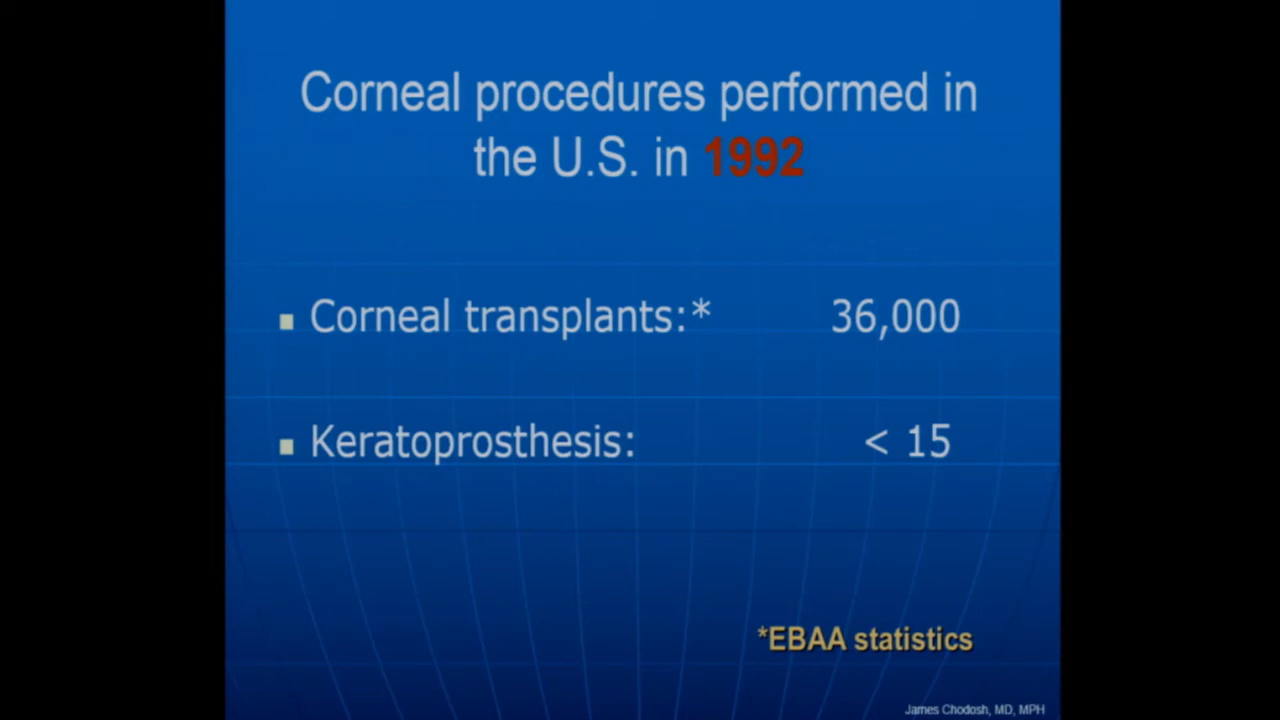 Corneal procedures performed in
the U.S. in 1992
Corneal transplants:* 36,000
Keratoprosthesis: < 15
*EBAA statistics
James Chodosh, MD, MPH